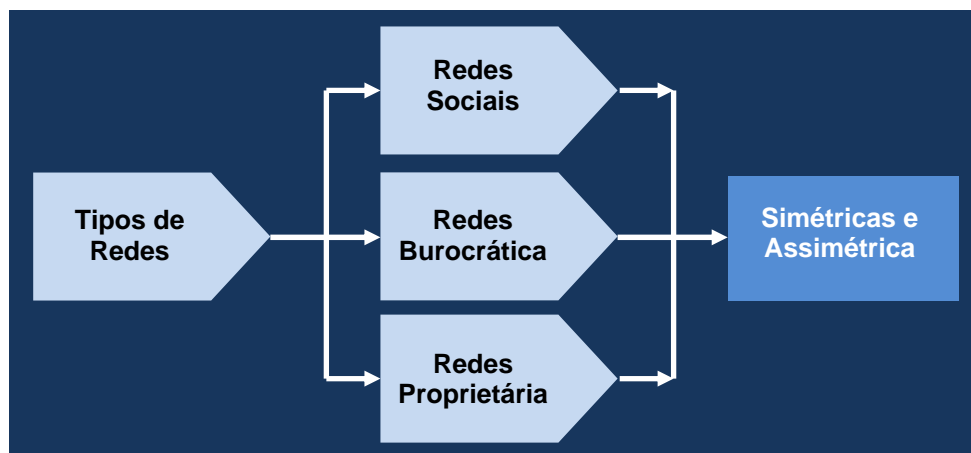 Tipos de
Redes
Redes
Sociais
Redes
Burocrática
Redes
Proprietária
Simétricas e
Assimétrica